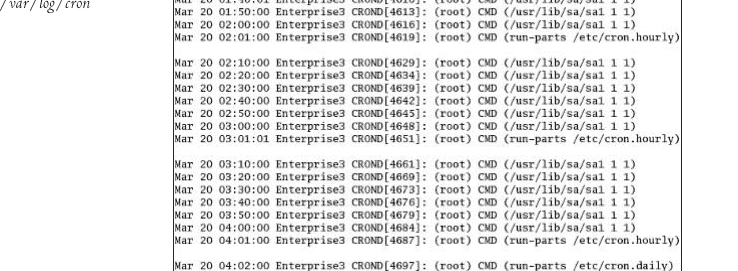 /var/log/cron
Mar 20 01:50:00 Enterprise3 CROND[4613]: (root) CMD (/usr/lib/sa/sa1 1 1)
Mar 20 02:00:00 Enterprise3 CROND[4616]: (root) CMD (/usr/lib/sa/sa1 1 1)
Mar 20 02:01:00 Enterprise3 CROND[4619]: (root) CMD (run-parts /etc/cron.hourly)
Mar 20 02:10:00 Enterprise3 CROND[4629]: (root) CMD (/usr/lib/sa/sa1 1 1)
Mar 20 02:20:00 Enterprise3 CROND[4634]: (root) CMD (/usr/lib/sa/sa1 1 1)
Mar 20 02:30:00 Enterprise3 CROND[4639]: (root) CMD (/usr/lib/sa/sa1 1 1)
Mar 20 02:40:00 Enterprise3 CROND[4642]: (root) CMD (/usr/lib/sa/sa1 1 1)
Mar 20 02:50:00 Enterprise3 CROND[4645]: (root) CMD (/usr/lib/sa/sa1 1 1)
Mar 20 03:00:00 Enterprise3 CROND[4648]: (root) CMD (/usr/lib/sa/sa1 1 1)
Mar 20 03:01:01 Enterprise3 CROND[4651]: (root) CMD (run-parts /etc/cron.hourly)
Mar 20 03:10:00 Enterprise3 CROND[4661]: (root) CMD (/usr/lib/sa/sa1 1 1)
Mar 20 03:20:00 Enterprise3 CROND[4669]: (root) CMD (/usr/lib/sa/sa1 1 1)
Mar 20 03:30:00 Enterprise3 CROND[4673]: (root) CMD (/usr/lib/sa/sa1 1 1)
Mar 20 03:40:00 Enterprise3 CROND[4676]: (root) CMD (/usr/lib/sa/sa1 1 1)
Mar 20 03:50:00 Enterprise3 CROND[4679]: (root) CMD (/usr/lib/sa/sa1 1 1)
Mar 20 04:00:00 Enterprise3 CROND[4684]: (root) CMD (/usr/lib/sa/sa1 1 1)
Mar 20 04:01:00 Enterprise3 CROND[4687]: (root) CMD (run-parts /etc/cron.hourly)
Mar 20 04:02:00 Enterprise3 CROND[4697]: (root) CMD (run-parts /etc/cron.daily)